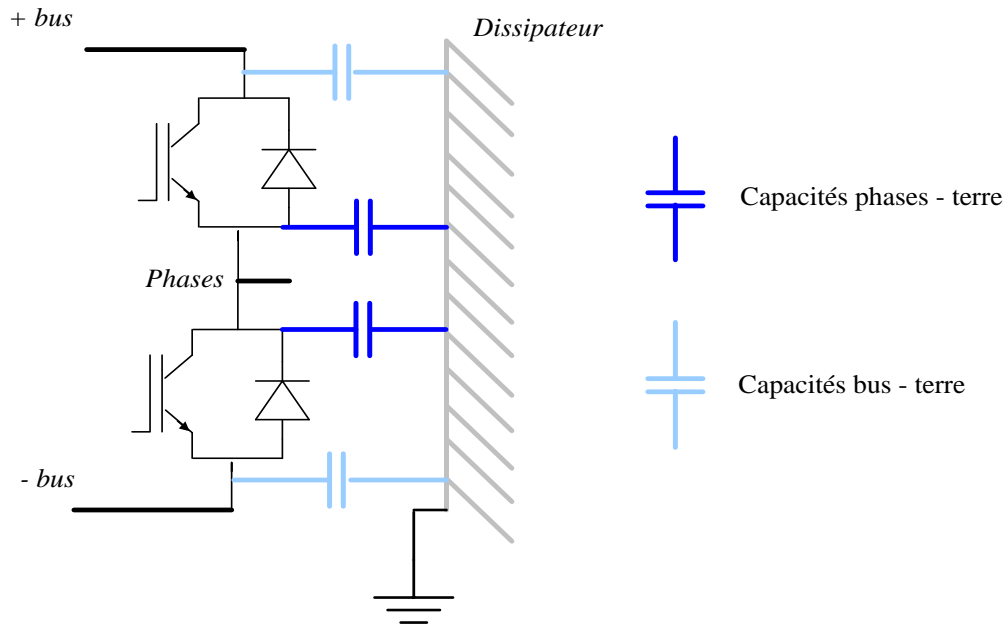 + bus
Dissipateur
Capacités phases - terre
Phases
Capacités bus - terre
- bus